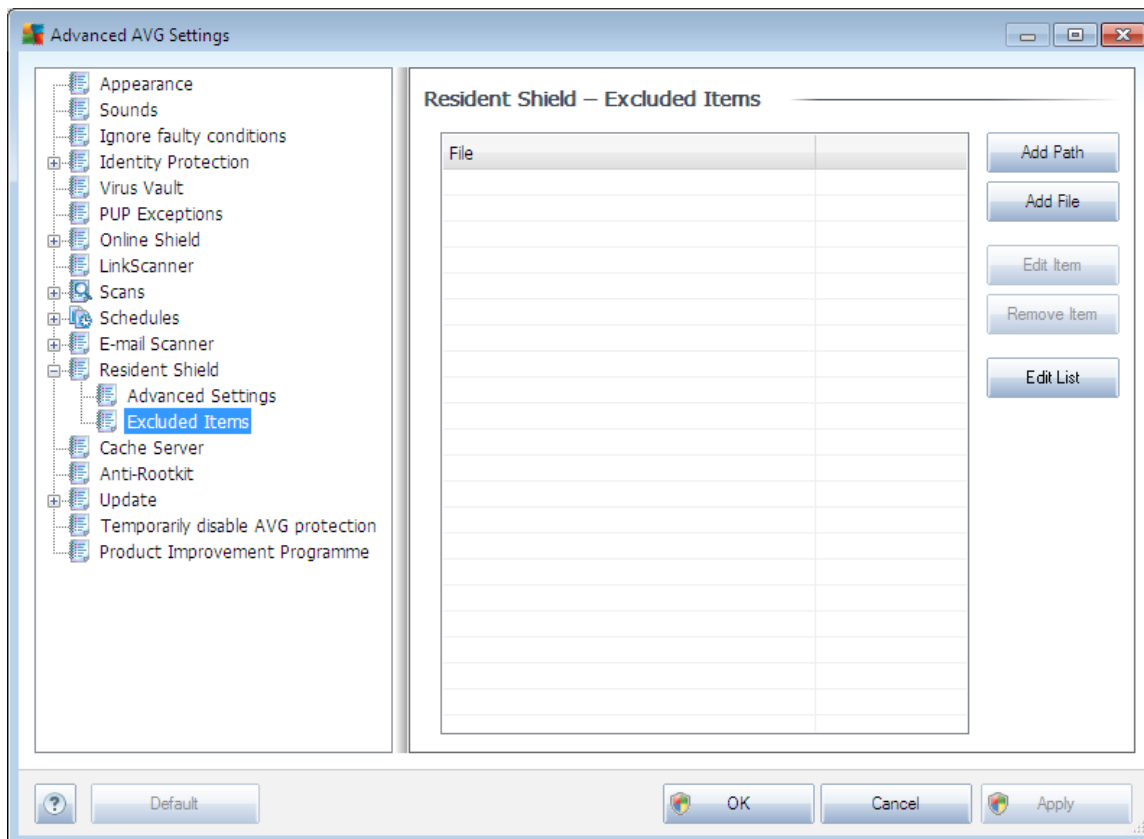 Advanced AVG Settings
Appearance
Sounds
Ignore faulty conditions
Identity Protection
Virus Vault
PUP Exceptions
Online Shield
LinkScanner
Scans
Schedules
E-mail Scanner
Resident Shield
Advanced Settings
Excluded Items
Cache Server
Anti-Rootkit
Update
Temporarily disable AVG protection
Product Improvement Programme
Resident Shield – Excluded Items
File
Add Path
Add File
Edit Item
Remove Item
Edit List
?
Default
OK
Cancel
Apply